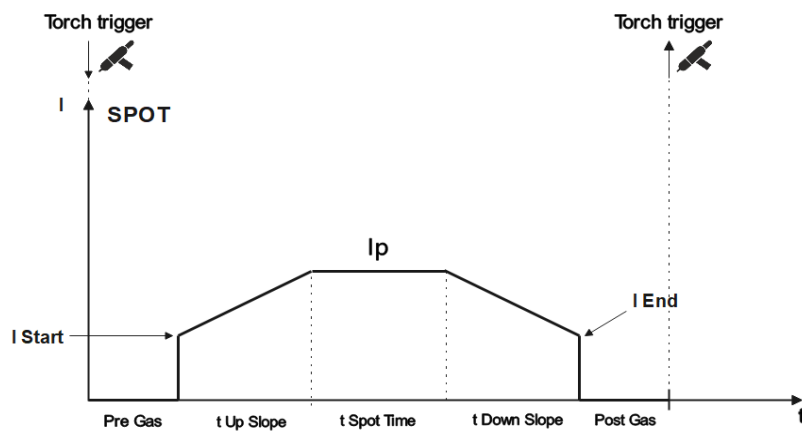 Torch trigger
Torch trigger
I
SPOT
Ip
I End
I Start
t
Pre Gas
t Up Slope
t Spot Time
t Down Slope
Post Gas